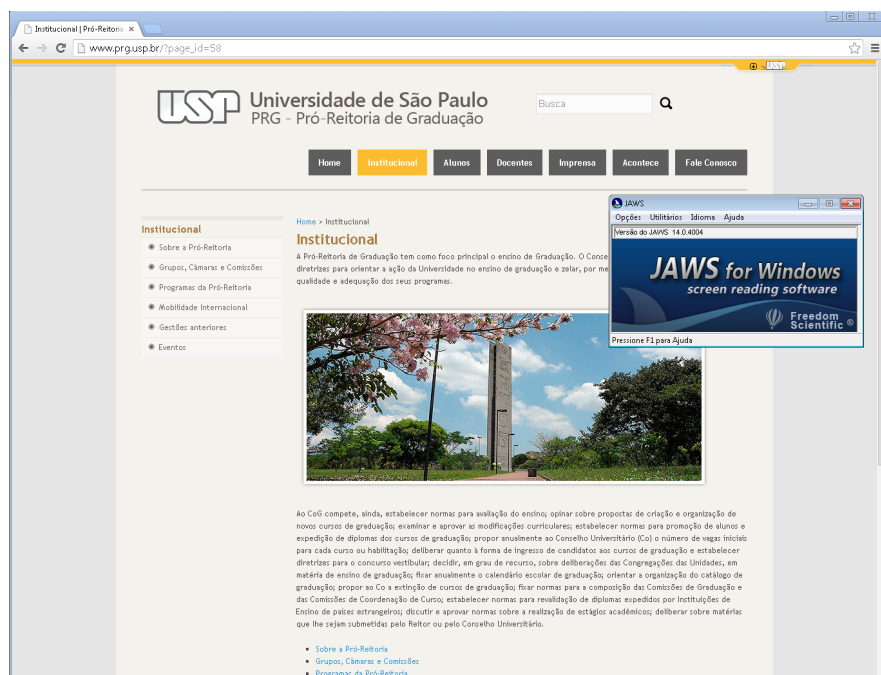 Institucional | Pró-Reitoria
www.prg.usp.br/?page_id=58
USP
USP Universidade de São Paulo
PRG - Pró-Reitoria de Graduação
Busca
Home Institucional Alunos Docentes Imprensa Acontece Fale Conosco
Institucional
Sobre a Pró-Reitoria
Grupos, Câmaras e Comissões
Programas da Pró-Reitoria
Mobilidade Internacional
Gestões anteriores
Eventos
Home > Institucional
Institucional
A Pró-Reitoria de Graduação tem como foco principal o ensino de Graduação. O Conse
diretrizes para orientar a ação da Universidade no ensino de graduação e zelar, por me
qualidade e adequação dos seus programas.
JAWS
Opções Utilitários Idioma Ajuda
Versão do JAWS 14.0.4004
JAWS for Windows
screen reading software
Freedom
Scientific ®
Pressione F1 para Ajuda
Ao CoG compete, ainda, estabelecer normas para avaliação do ensino; opinar sobre propostas de criação e organização de
novos cursos de graduação; examinar e aprovar as modificações curriculares; estabelecer normas para promoção de alunos e
expedição de diplomas dos cursos de graduação; propor anualmente ao Conselho Universitário (Co) o número de vagas iniciais
para cada curso ou habilitação; deliberar quanto à forma de ingresso de candidatos aos cursos de graduação e estabelecer
diretrizes para o concurso vestibular; decidir, em grau de recurso, sobre deliberações das Congregações das Unidades, em
matéria de ensino de graduação; fixar anualmente o calendário escolar de graduação; orientar a organização do catálogo de
graduação; propor ao Co a extinção de cursos de graduação; fixar normas para a composição das Comissões de Graduação e
das Comissões de Coordenação de Curso; estabelecer normas para revalidação de diplomas expedidos por Instituições de
Ensino de países estrangeiros; discutir e aprovar normas sobre a realização de estágios acadêmicos; deliberar sobre matérias
que lhe sejam submetidas pelo Reitor ou pelo Conselho Universitário.
Sobre a Pró-Reitoria
Grupos, Câmaras e Comissões
Programas da Pró-Reitoria